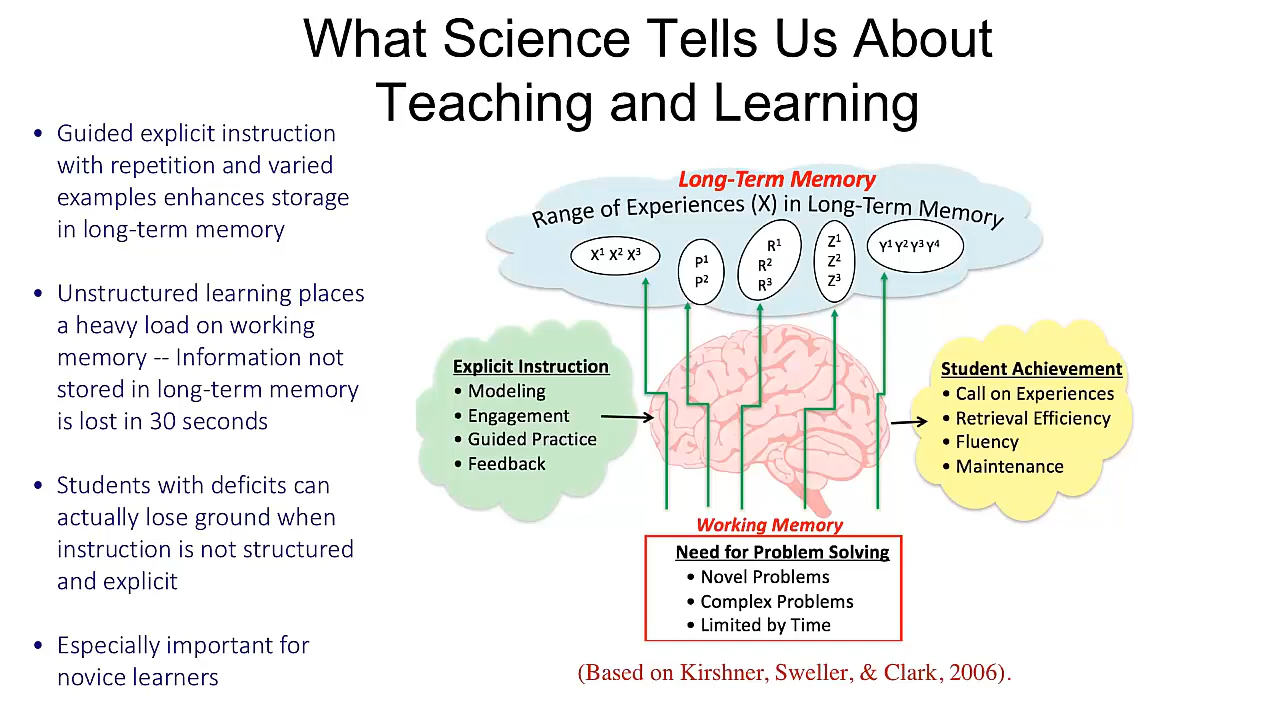 What Science Tells Us About
Teaching and Learning
• Guided explicit instruction
with repetition and varied
examples enhances storage
in long-term memory
• Unstructured learning places
a heavy load on working
memory -- Information not
stored in long-term memory
is lost in 30 seconds
• Students with deficits can
actually lose ground when
instruction is not structured
and explicit
• Especially important for
novice learners
Long-Term Memory
Range of Experiences (X) in Long-Term Memory
X¹ X² X³
P¹
P²
R¹
R²
R³
Z¹
Z²
Z³
Y¹ Y² Y³ Y⁴
Explicit Instruction
• Modeling
• Engagement
• Guided Practice
• Feedback
Student Achievement
• Call on Experiences
• Retrieval Efficiency
• Fluency
• Maintenance
Working Memory
Need for Problem Solving
• Novel Problems
• Complex Problems
• Limited by Time
(Based on Kirshner, Sweller, & Clark, 2006).